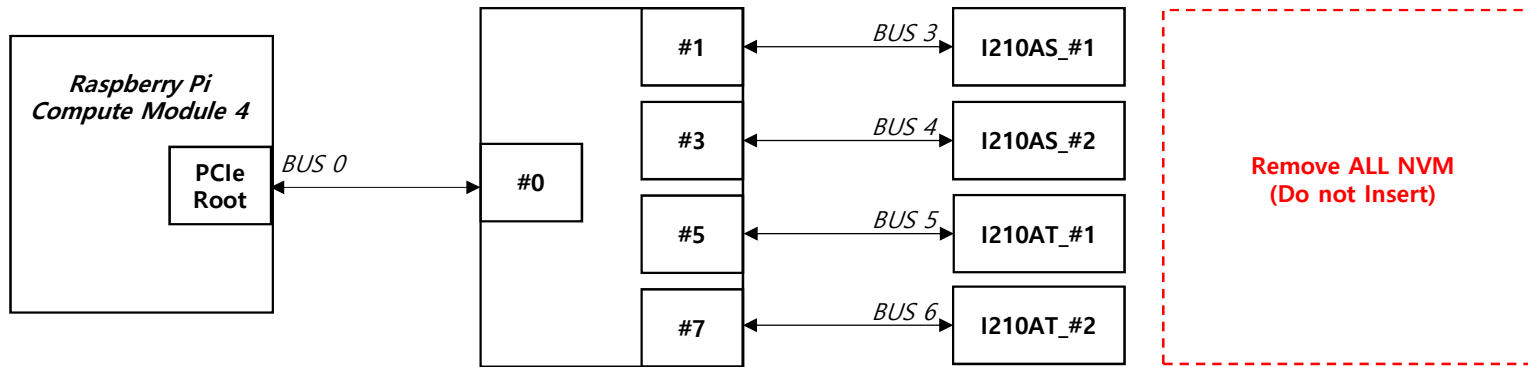 Raspberry Pi
Compute Module 4
PCIe
Root
BUS 0
#0
#1
BUS 3
I210AS_#1
#3
BUS 4
I210AS_#2
#5
BUS 5
I210AT_#1
#7
BUS 6
I210AT_#2
Remove ALL NVM
(Do not Insert)